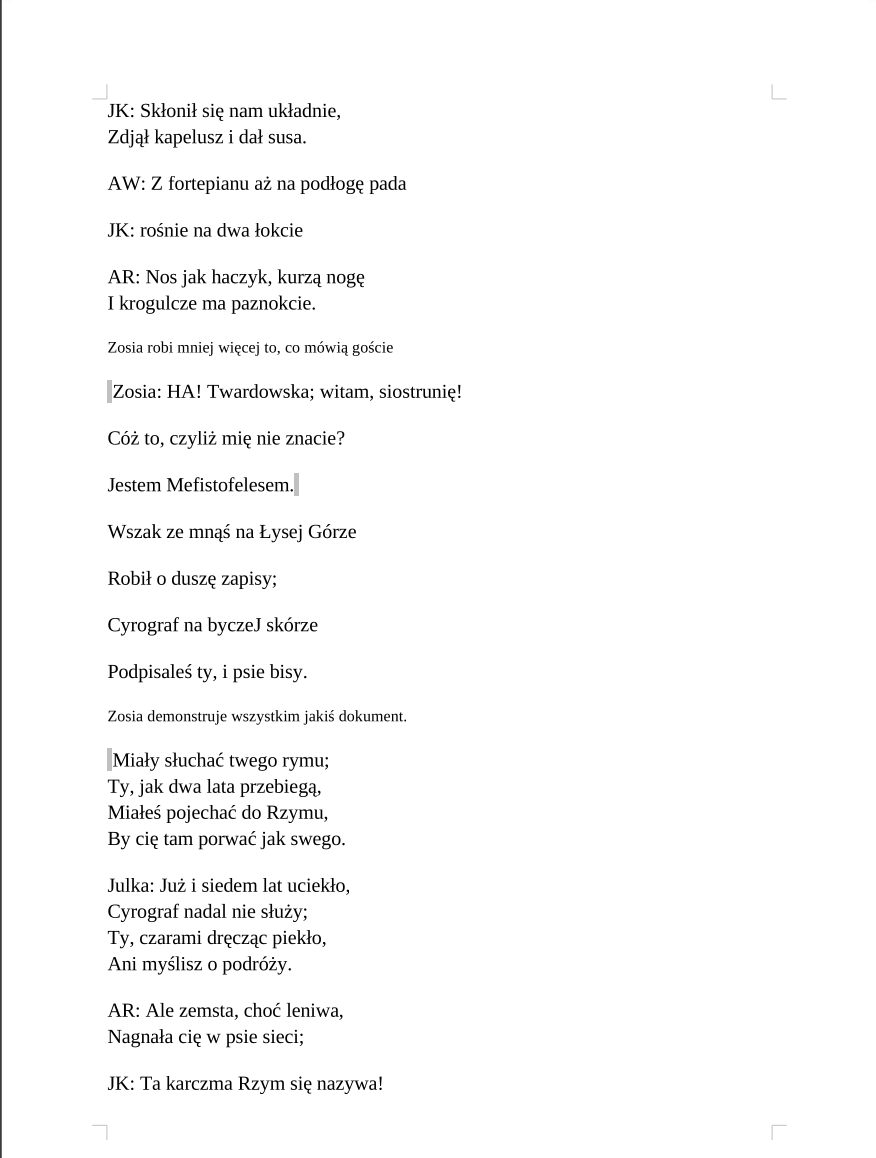 JK: Skłonił się nam układnie,
Zdjął kapelusz i dał susa.
AW: Z fortepianu aż na podłogę pada
JK: rośnie na dwa łokcie
AR: Nos jak haczyk, kurzą nogę
I krogulcze ma paznokcie.
Zosia robi mniej więcej to, co mówią goście
Zosia: HA! Twardowska; witam, siostrunię!
Cóż to, czyliż mię nie znacie?
Jestem Mefistofelesem.
Wszak ze mnąś na Łysej Górze
Robił o duszę zapisy;
Cyrograf na byczeJ skórze
Podpisaleś ty, i psie bisy.
Zosia demonstruje wszystkim jakiś dokument.
Miały słuchać twego rymu;
Ty, jak dwa lata przebiegą,
Miałeś pojechać do Rzymu,
By cię tam porwać jak swego.
Julka: Już i siedem lat uciekło,
Cyrograf nadal nie służy;
Ty, czarami dręcząc piekło,
Ani myślisz o podróży.
AR: Ale zemsta, choć leniwa,
Nagnała cię w psie sieci;
JK: Ta karczma Rzym się nazywa!